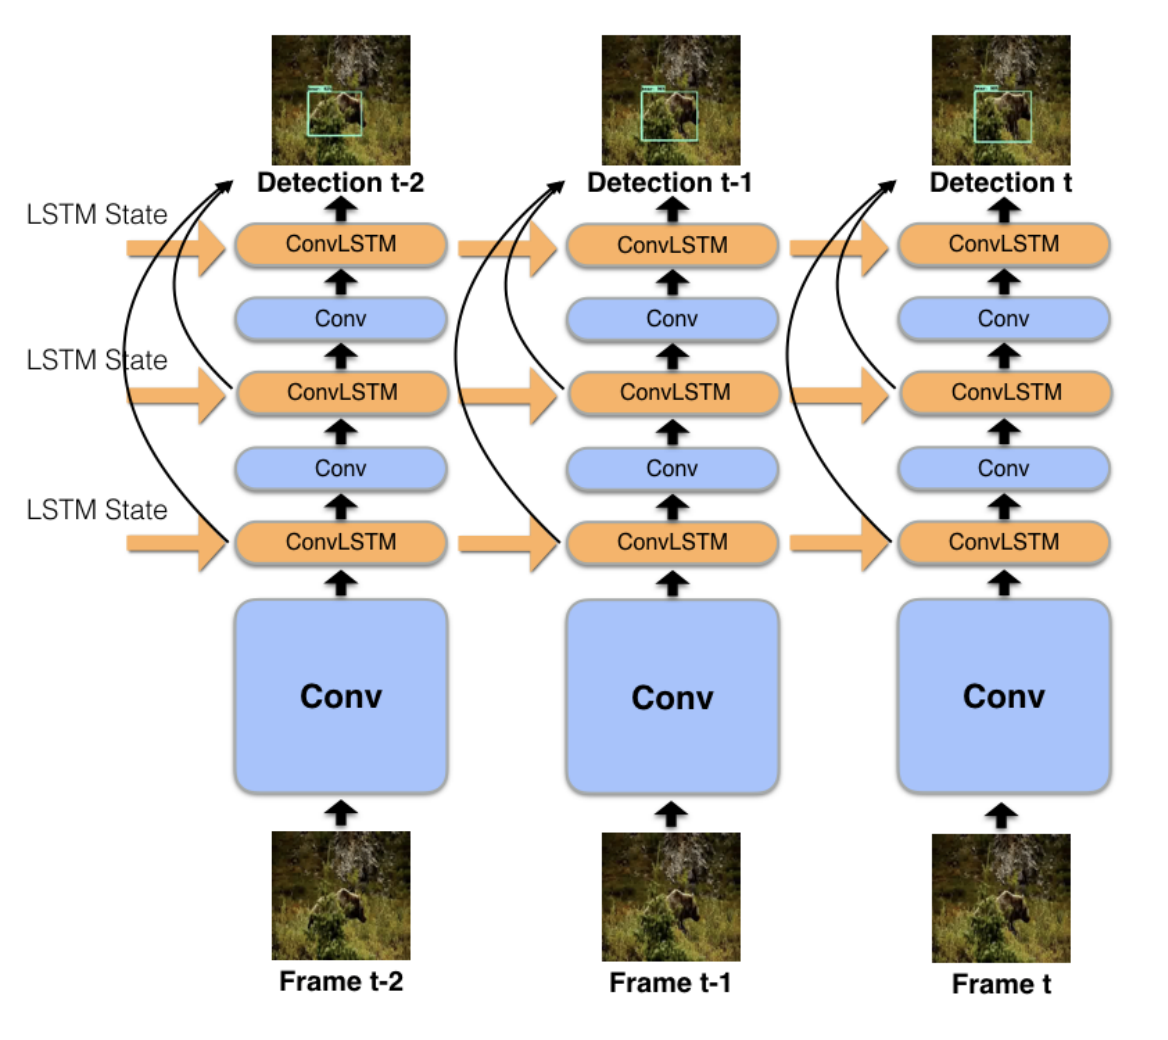 Detection t-2
Detection t-1
Detection t
LSTM State
ConvLSTM
ConvLSTM
ConvLSTM
Conv
Conv
Conv
LSTM State
ConvLSTM
ConvLSTM
ConvLSTM
Conv
Conv
Conv
LSTM State
ConvLSTM
ConvLSTM
ConvLSTM
Conv
Conv
Conv
Frame t-2
Frame t-1
Frame t